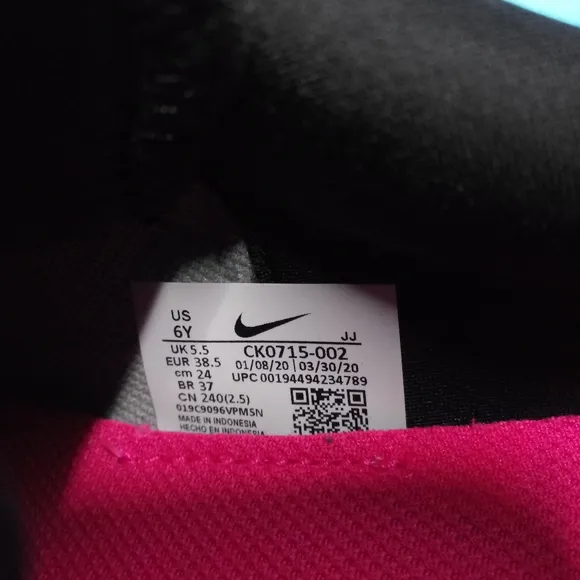 US
6Y
JJ
UK 5.5
CK0715-002
EUR 38.5
01/08/20 03/30/20
cm 24
UPC 00194494234789
BR 37
CN 240(2.5)
019C9096VPM5N
MADE IN INDONESIA
HECHO EN INDONESIA